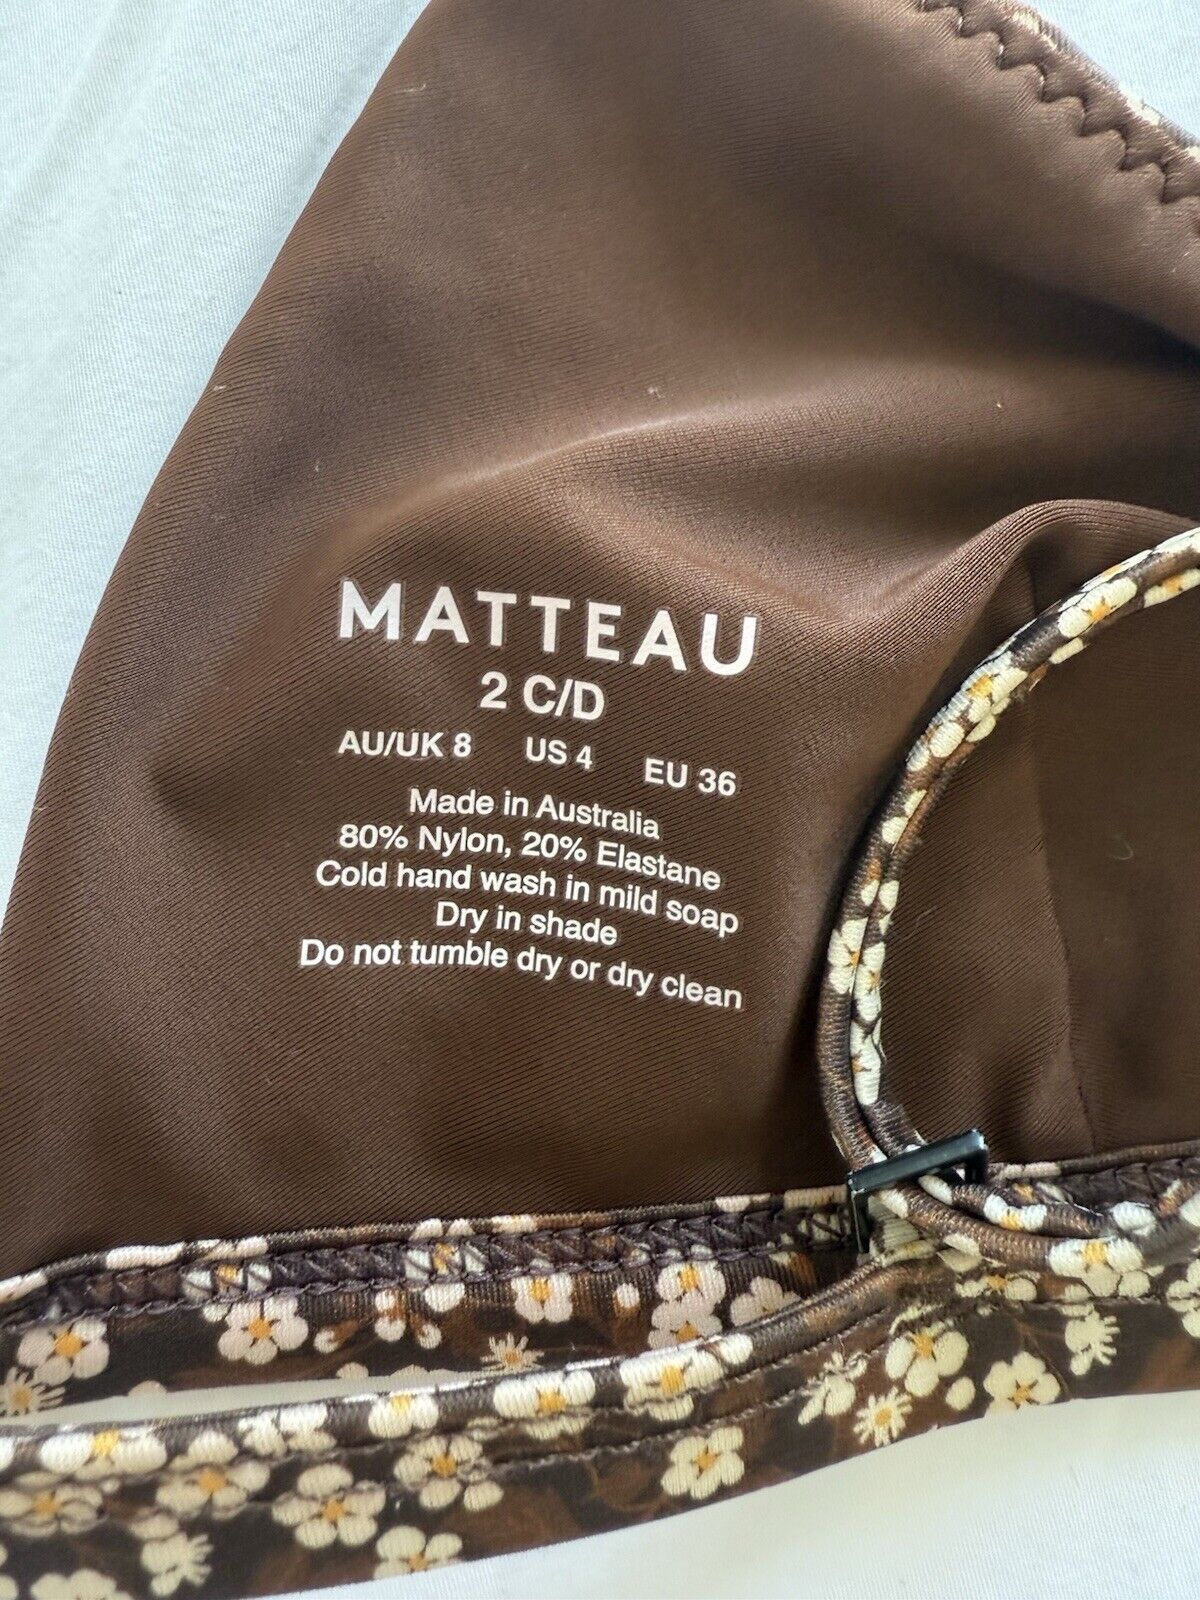 MATTEAU
2 C/D
AU/UK 8 US 4 EU 36
Made in Australia
80% Nylon, 20% Elastane
Cold hand wash in mild soap
Dry in shade
Do not tumble dry or dry clean